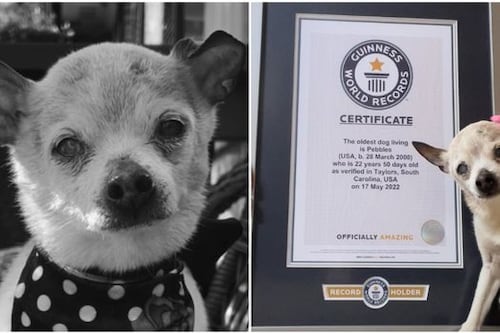 GUINNESS
WORLD RECORDS
CERTIFICATE
The oldest dog living
is Pebbles
(USA, b. 28 March 2000)
who is 22 years 50 days old
as verified in Taylors, South
Carolina, USA
on 17 May 2022
OFFICIALLY AMAZING
RECORD HOLDER